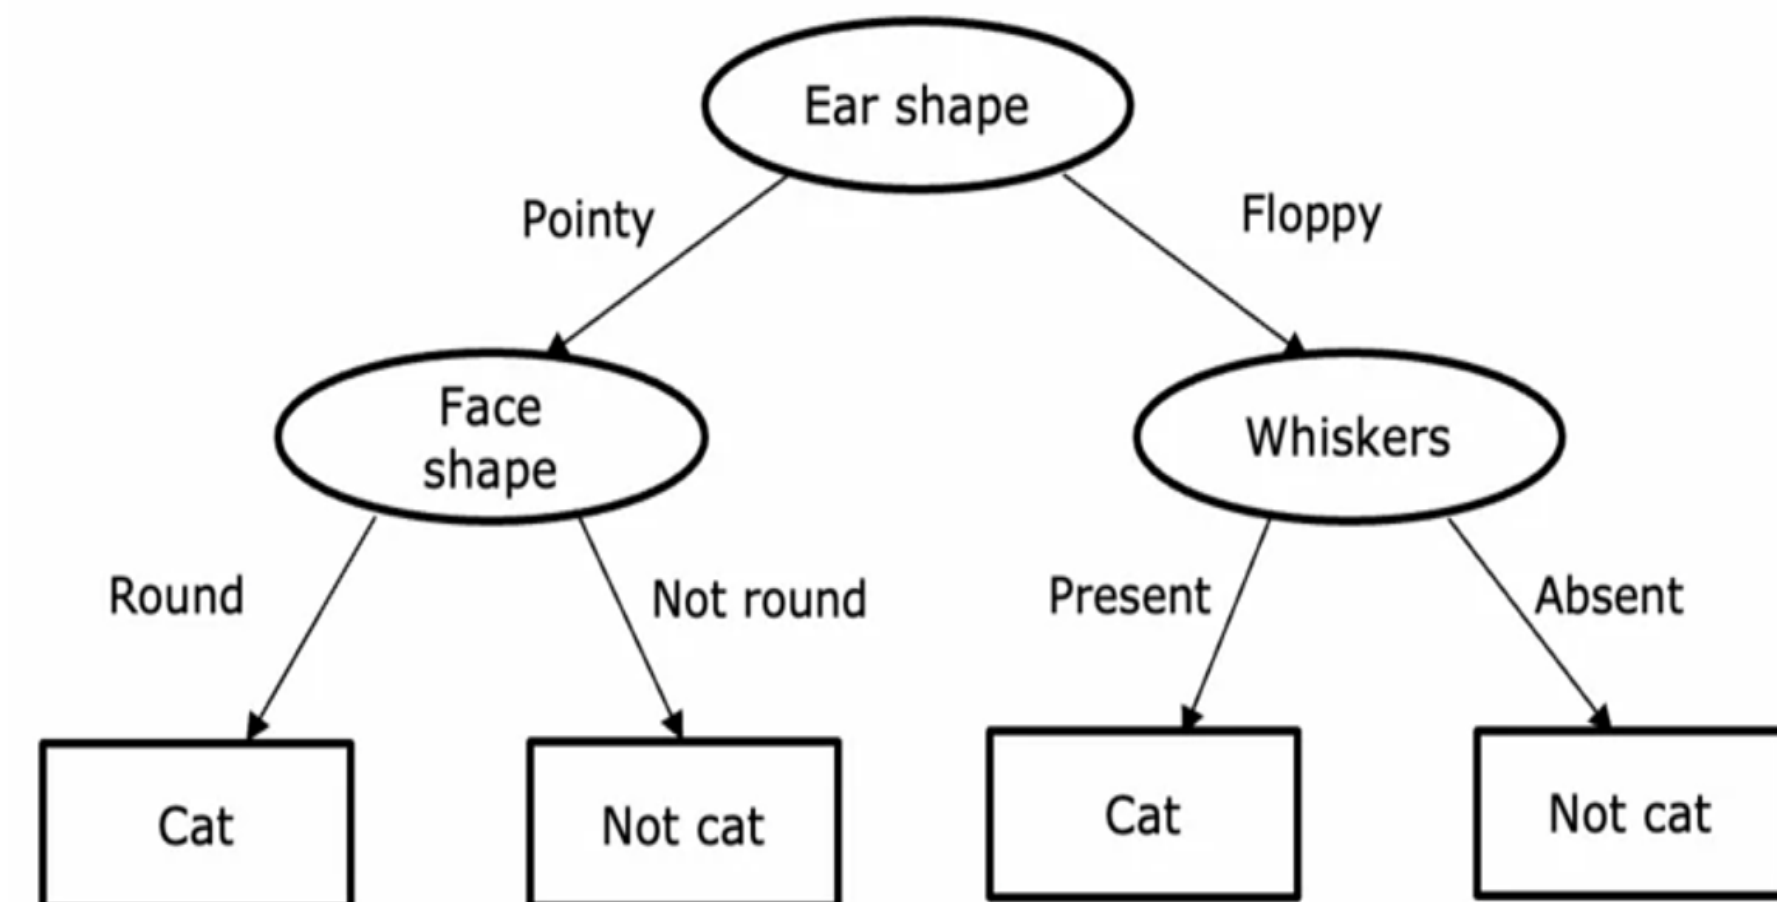 Ear shape
Pointy
Floppy
Face
shape
Whiskers
Round
Not round
Present
Absent
Cat
Not cat
Cat
Not cat